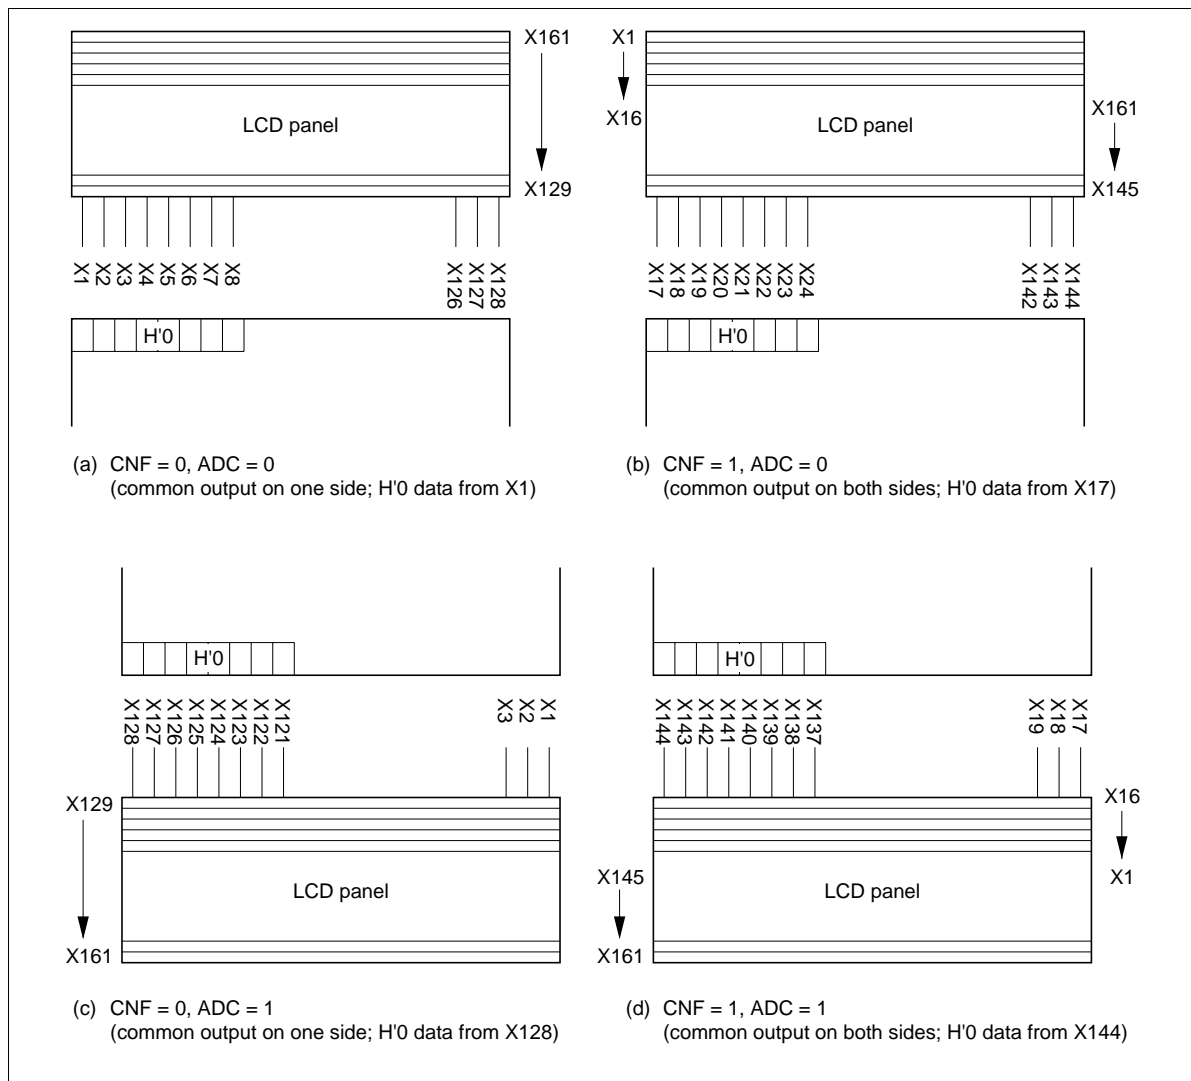 X161
LCD panel
X129
X1 X2 X3 X4 X5 X6 X7 X8 X126 X127 X128
H'0
(a) CNF = 0, ADC = 0
(common output on one side; H'0 data from X1)
X1
X16
LCD panel
X161
X145
X17 X18 X19 X20 X21 X22 X23 X24 X142 X143 X144
H'0
(b) CNF = 1, ADC = 0
(common output on both sides; H'0 data from X17)
H'0
X128 X127 X126 X125 X124 X123 X122 X121 X3 X2 X1
X129
LCD panel
X161
(c) CNF = 0, ADC = 1
(common output on one side; H'0 data from X128)
H'0
X144 X143 X142 X141 X140 X139 X138 X137 X19 X18 X17
X16
X1
X145
LCD panel
X161
(d) CNF = 1, ADC = 1
(common output on both sides; H'0 data from X144)